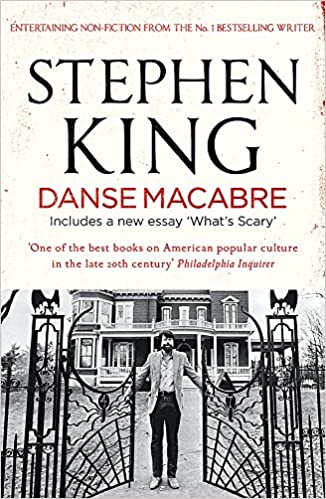 ENTERTAINING NON-FICTION FROM THE No. 1 BESTSELLING WRITER
STEPHEN
KING
DANSE MACABRE
Includes a new essay 'What's Scary'
'One of the best books on American popular culture
in the late 20th century' Philadelphia Inquirer